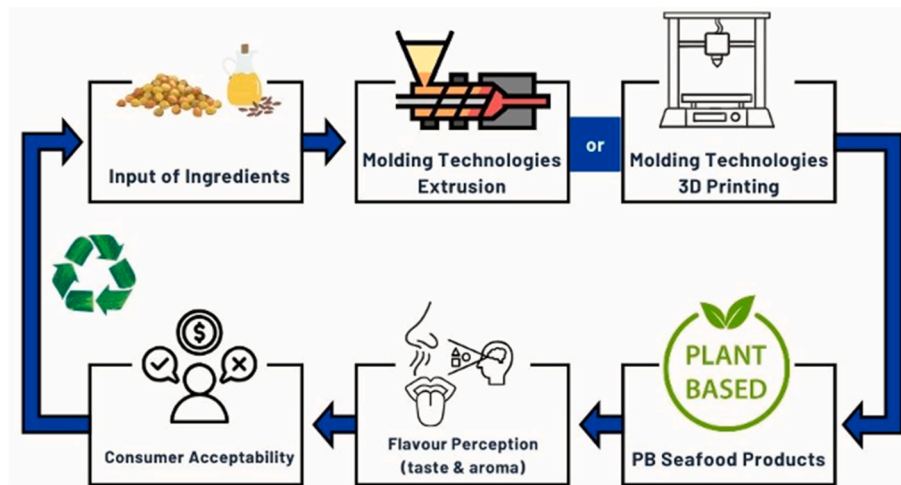 Input of Ingredients
Molding Technologies
Extrusion
or
Molding Technologies
3D Printing
$
Consumer Acceptability
Flavour Perception
(taste & aroma)
PLANT
BASED
PB Seafood Products